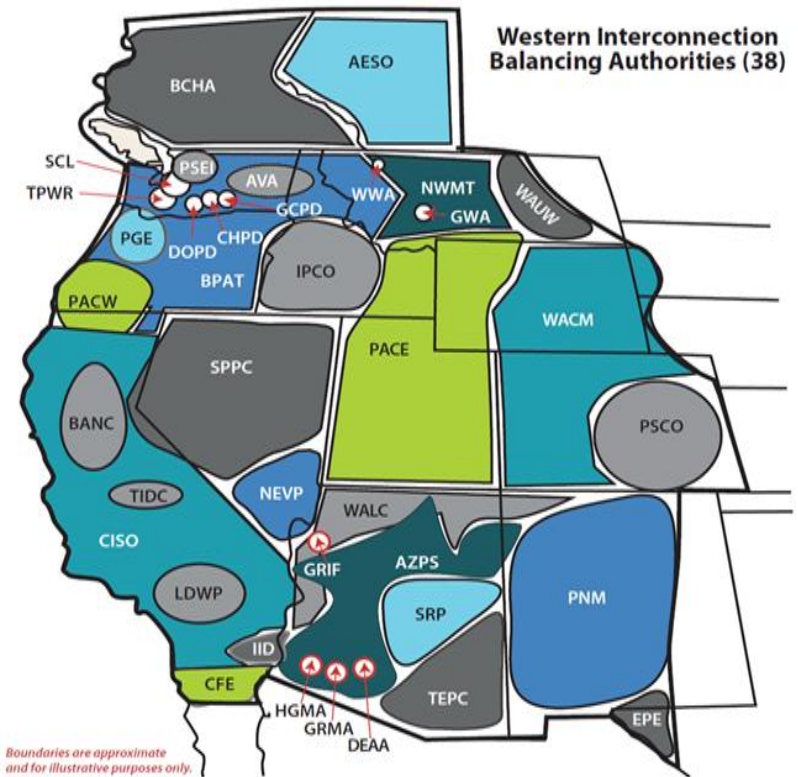 Western Interconnection
Balancing Authorities (38)
AESO
BCHA
SCL
PSEI
TPWR
AVA
WWA
NWMT
WAUW
GWA
GCPD
CHPD
DOPD
PGE
BPAT
IPCO
PACW
WACM
PACE
SPPC
BANC
PSCO
TIDC
NEVP
WALC
CISO
GRIF
AZPS
LDWP
SRP
PNM
IID
CFE
TEPC
HGMA
GRMA
DEAA
EPE
Boundaries are approximate
and for illustrative purposes only.